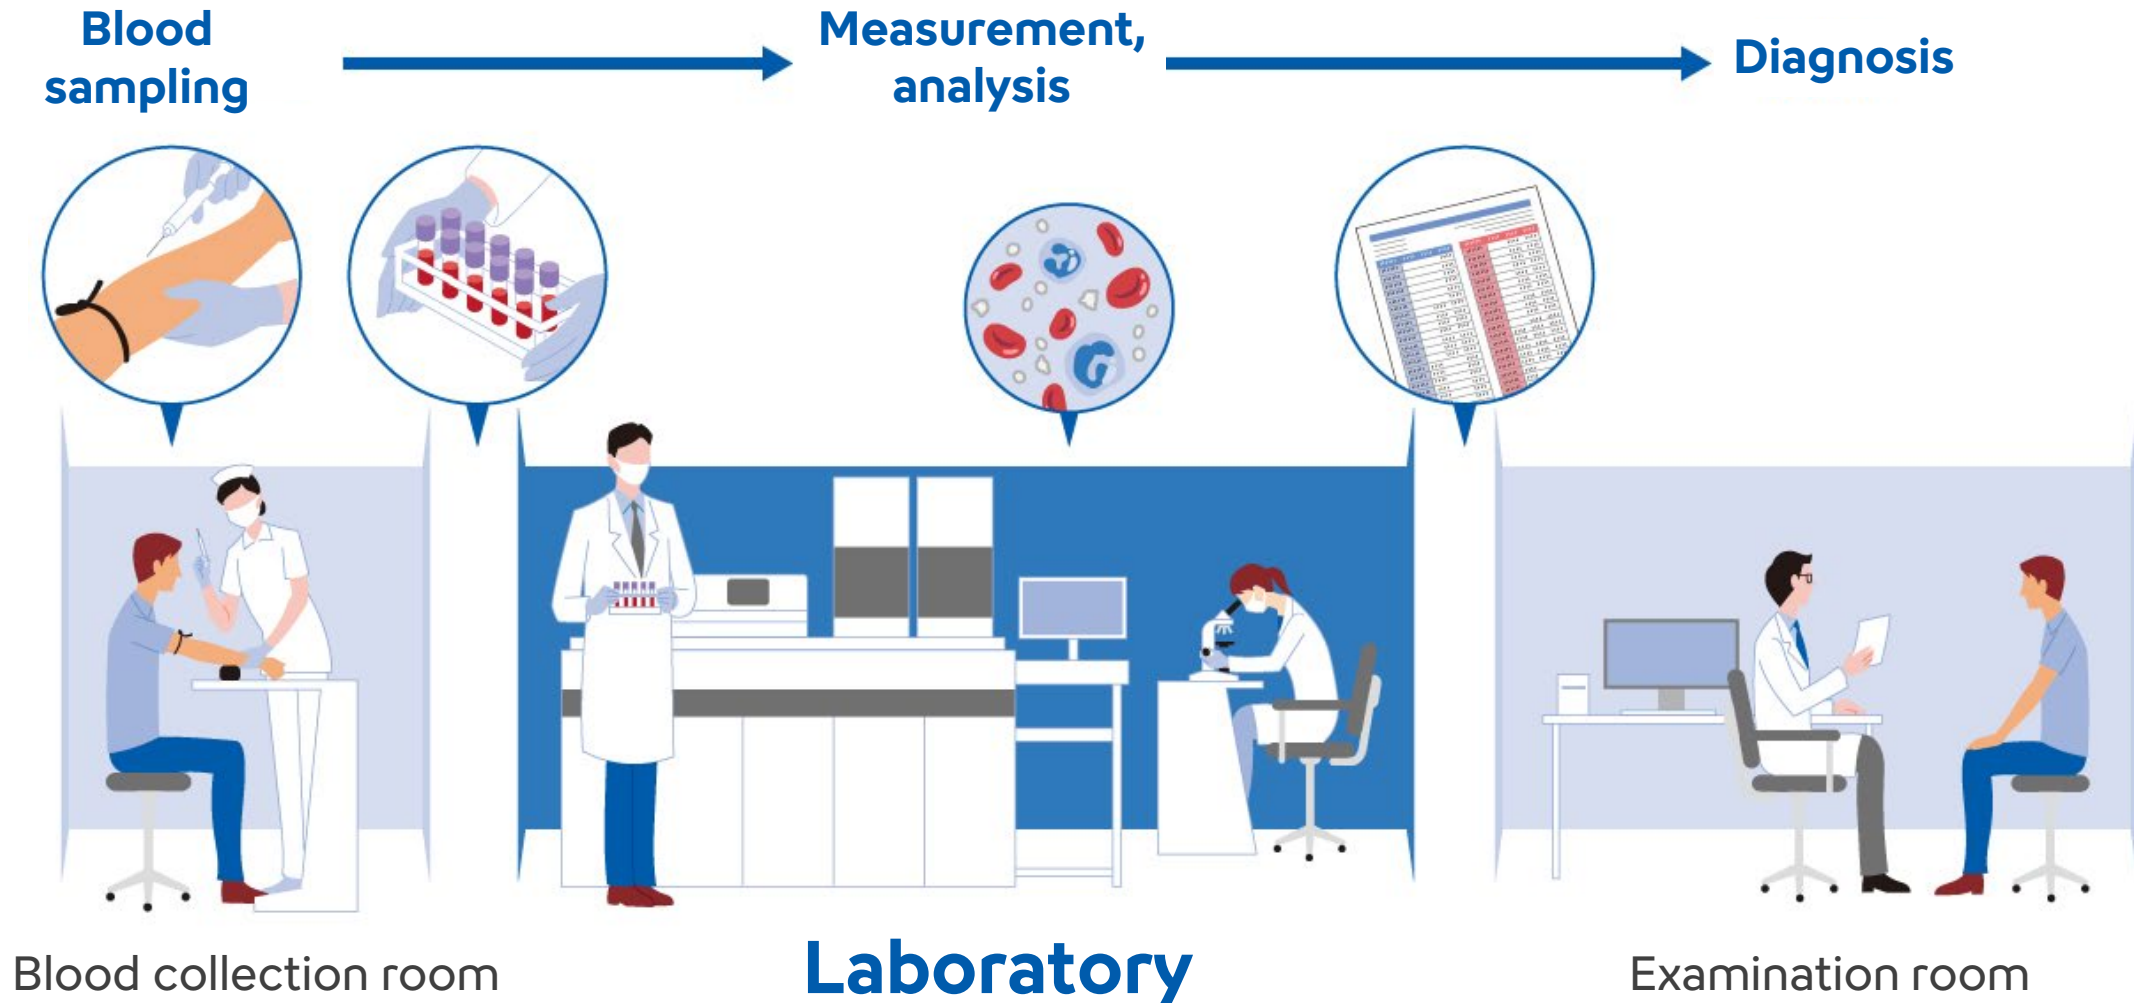 Blood
sampling
Measurement,
analysis
Diagnosis
Blood collection room
Laboratory
Examination room